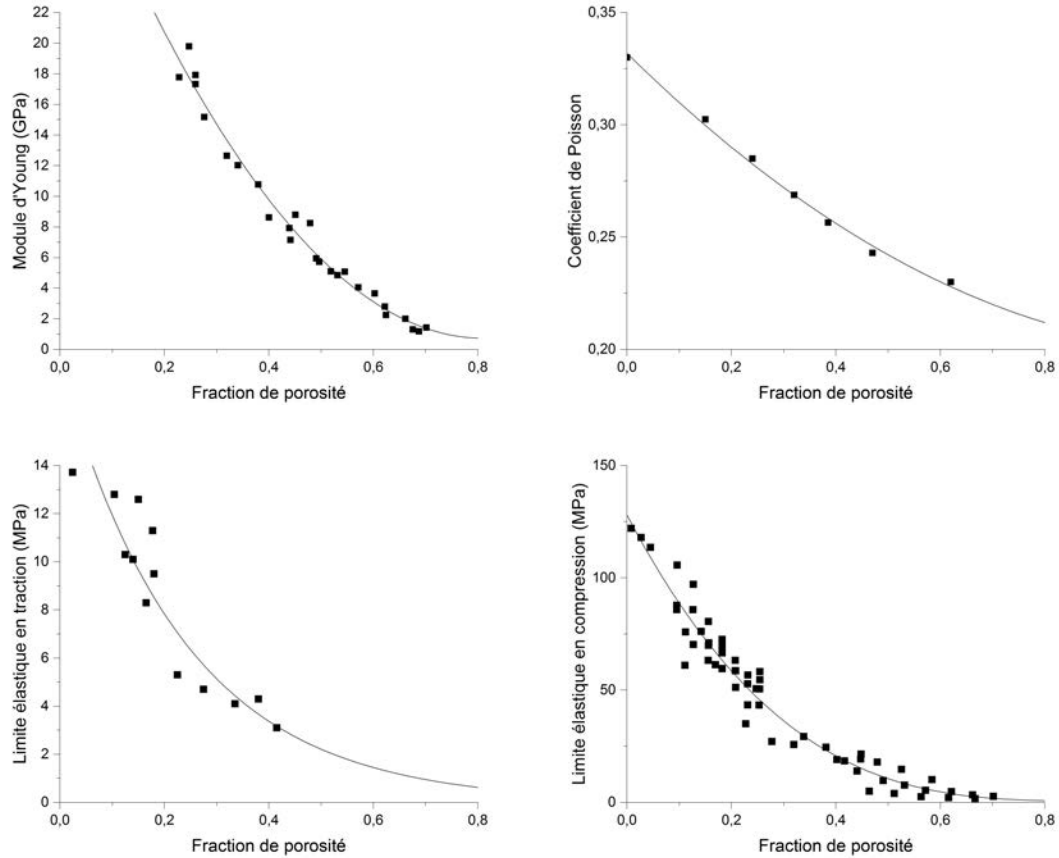 Module d'Young (GPa)
22
20
18
16
14
12
10
8
6
4
2
0
0,0 0,2 0,4 0,6 0,8
Fraction de porosité
Coefficient de Poisson
0,35
0,30
0,25
0,20
0,0 0,2 0,4 0,6 0,8
Fraction de porosité
Limite élastique en traction (MPa)
14
12
10
8
6
4
2
0
0,0 0,2 0,4 0,6 0,8
Fraction de porosité
Limite élastique en compression (MPa)
150
100
50
0
0,0 0,2 0,4 0,6 0,8
Fraction de porosité